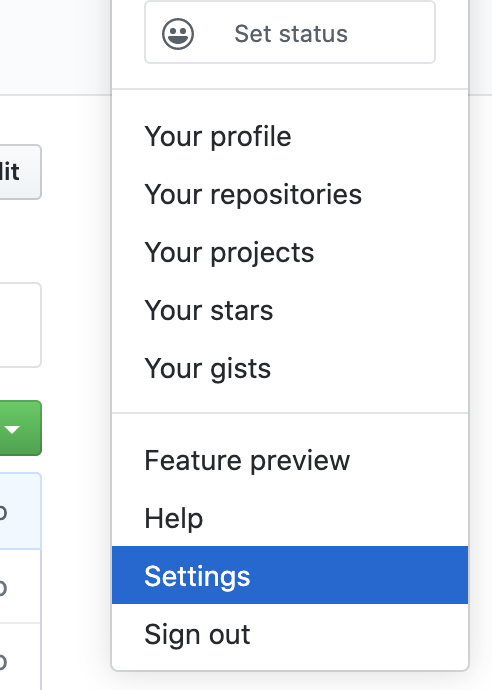 Set status
Your profile
Your repositories
Your projects
Your stars
Your gists
Feature preview
Help
Settings
Sign out